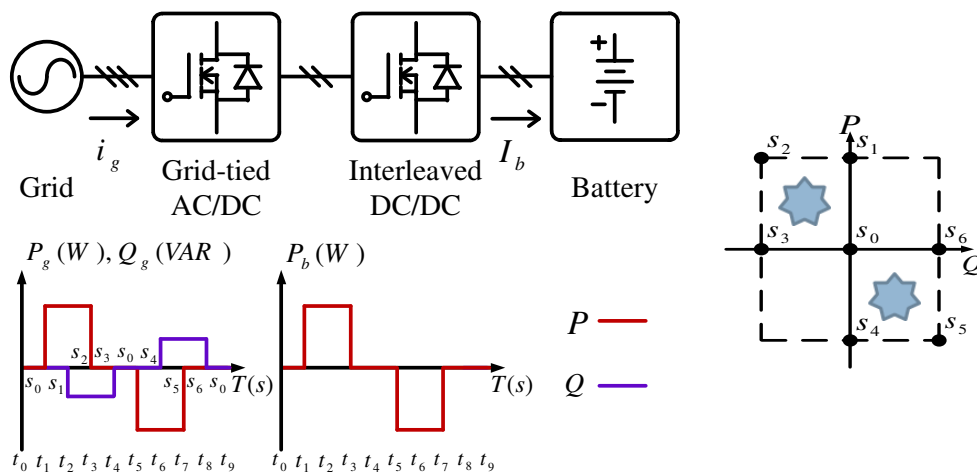 +
−
i_g
I_b
Grid
Grid-tied
AC/DC
Interleaved
DC/DC
Battery
P_g (W), Q_g (VAR)
s_0 s_1 s_2 s_3 s_0 s_4 s_5 s_6 s_0
T(s)
t_0 t_1 t_2 t_3 t_4 t_5 t_6 t_7 t_8 t_9
P_b (W)
T(s)
t_0 t_1 t_2 t_3 t_4 t_5 t_6 t_7 t_8 t_9
P
Q
P
s_2 s_1
s_3 s_0 s_6
Q
s_4 s_5